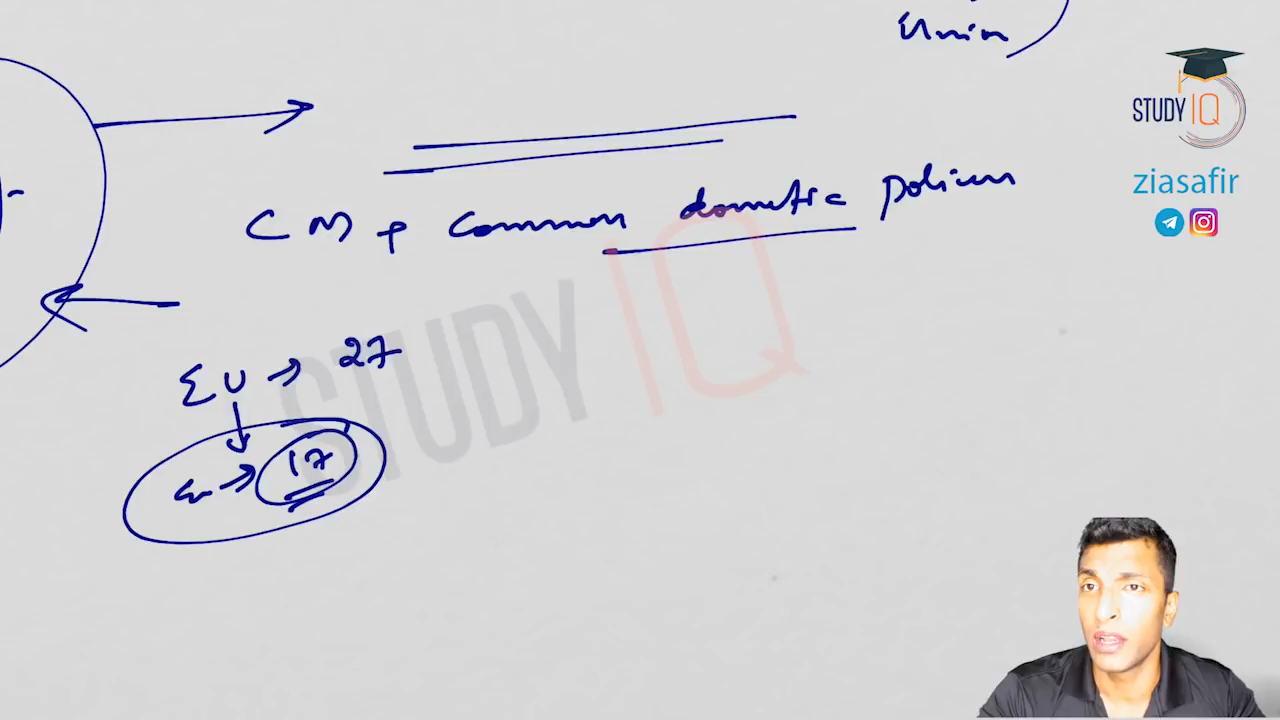 Union
STUDY IQ
ziasafir
CM + Common domestic policies
EU → 27
→ 17
STUDY IQ